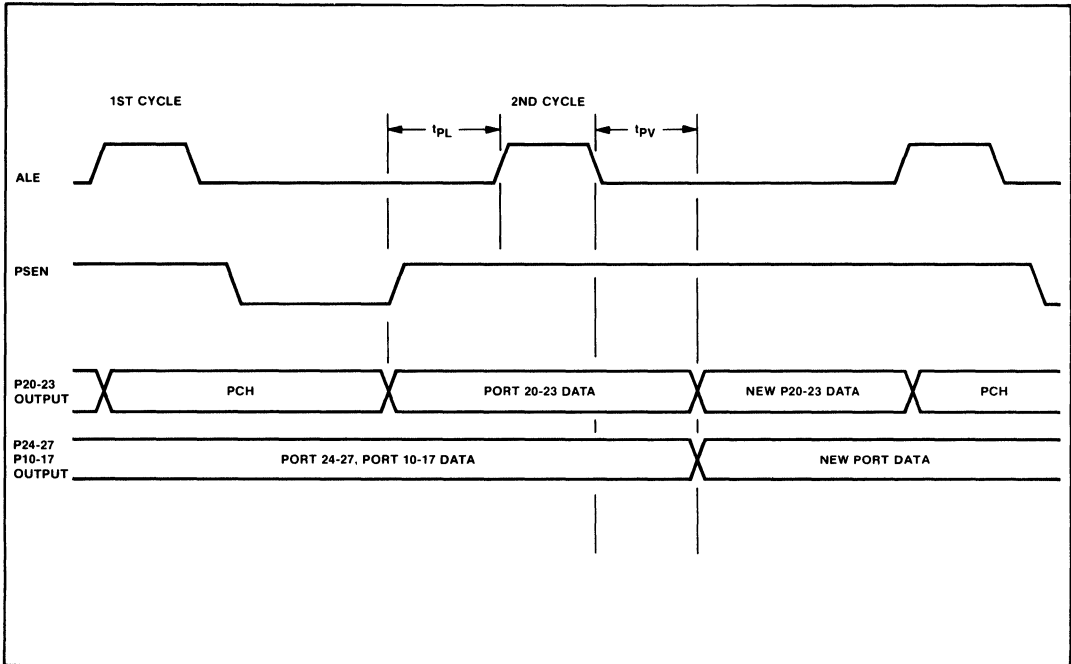 1ST CYCLE
2ND CYCLE
tPL
tPV
ALE
PSEN
P20-23
OUTPUT
PCH
PORT 20-23 DATA
NEW P20-23 DATA
PCH
P24-27
P10-17
OUTPUT
PORT 24-27, PORT 10-17 DATA
NEW PORT DATA